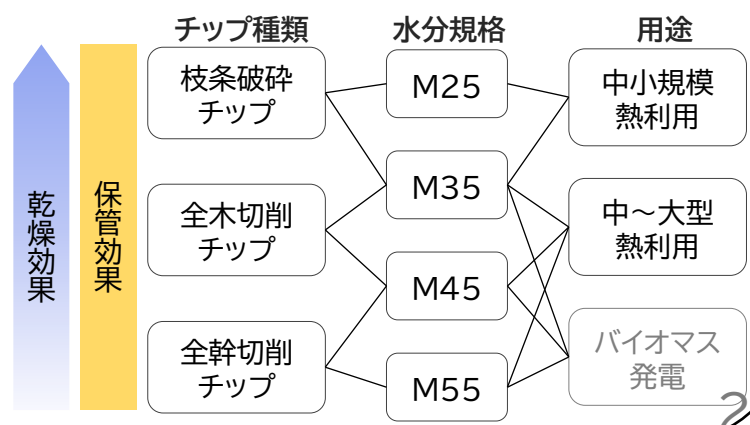 チップ種類
水分規格
用途
乾燥効果
保管効果
枝条破砕
チップ
全木切削
チップ
全幹切削
チップ
M25
M35
M45
M55
中小規模
熱利用
中～大型
熱利用
バイオマス
発電